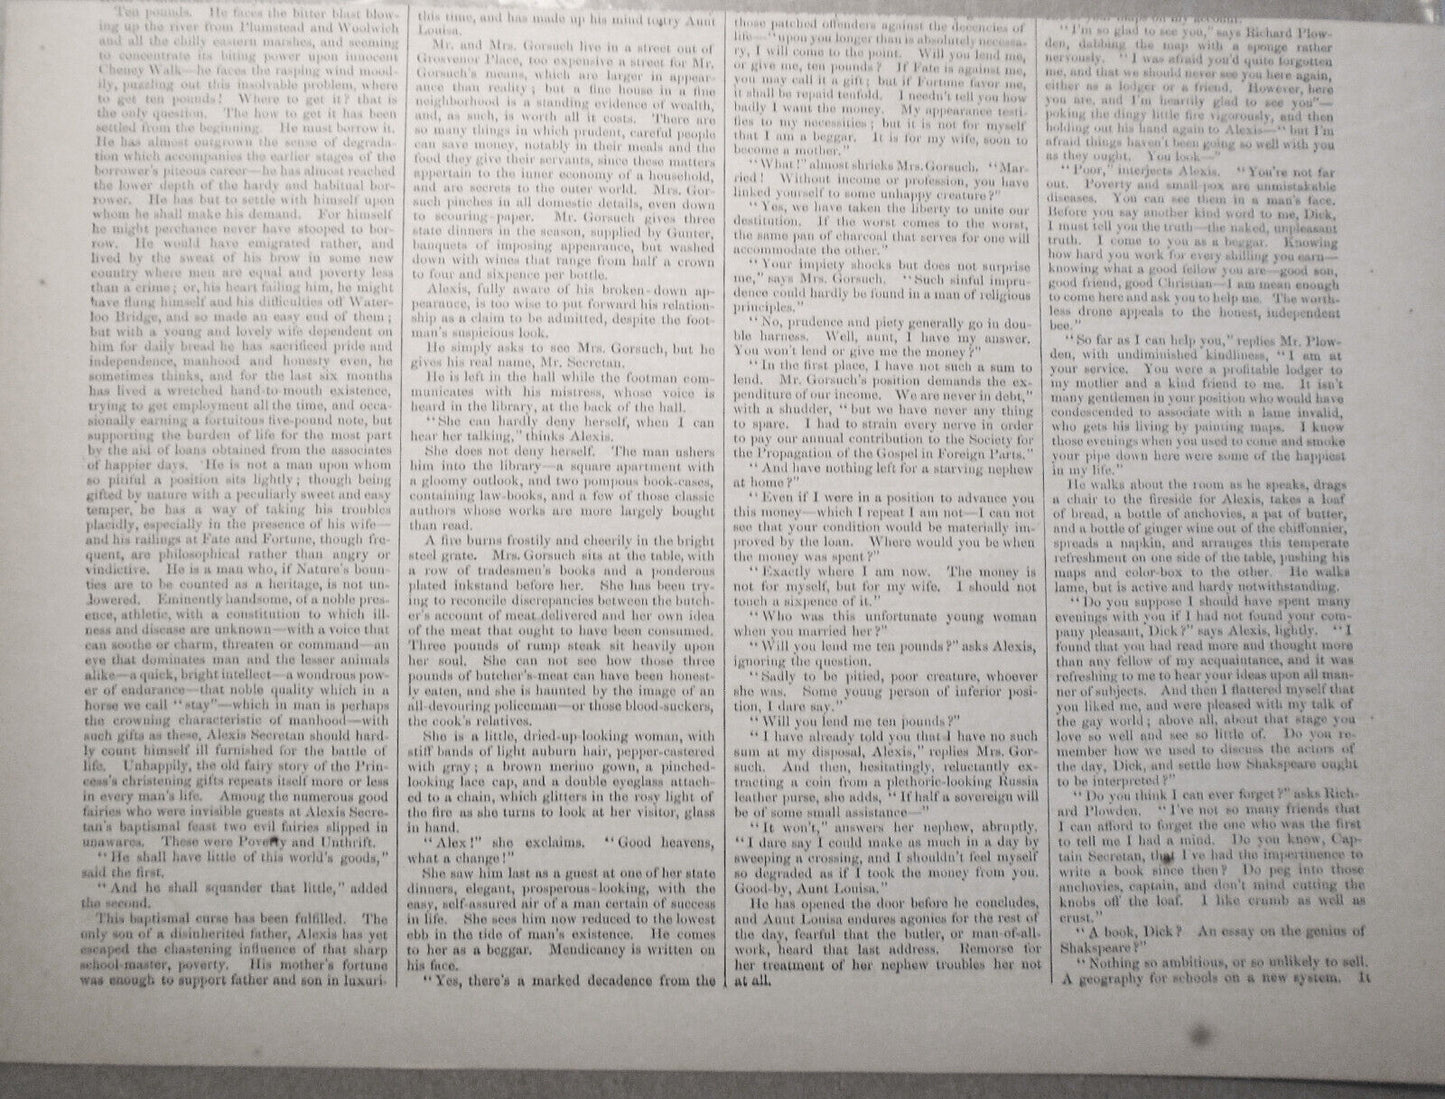 Ten pounds. He faces the bitter blast blow-
ing up the river from Plumstead and Woolwich
and all the chilly eastern marshes, and seeming
to concentrate its biting power upon innocent
Cheney Walk—he faces the rasping wind mood-
ily, puzzling out this insolvable problem, where
to get ten pounds! Where to get it? that is
the only question. The how to get it has been
settled from the beginning. He must borrow it.
He has almost outgrown the sense of degrada-
tion which accompanies the earlier stages of the
borrower's piteous career—he has almost reached
the lower depth of the hardy and habitual bor-
rower. He has but to settle with himself upon
whom he shall make his demand. For himself
he might perchance never have stooped to bor-
row. He would have emigrated rather, and
lived by the sweat of his brow in some new
country where men are equal and poverty less
than a crime; or, his heart failing him, he might
have flung himself and his difficulties off Water-
loo Bridge, and so made an easy end of them;
but with a young and lovely wife dependent on
him for daily bread he has sacrificed pride and
independence, manhood and honesty even, he
sometimes thinks, and for the last six months
has lived a wretched hand-to-mouth existence,
trying to get employment all the time, and occa-
sionally earning a fortuitous five-pound note, but
supporting the burden of life for the most part
by the aid of loans obtained from the associates
of happier days. He is not a man upon whom
so pitiful a position sits lightly; though being
gifted by nature with a peculiarly sweet and easy
temper, he has a way of taking his troubles
placidly, especially in the presence of his wife—
and his railings at Fate and Fortune, though fre-
quent, are philosophical rather than angry or
vindictive. He is a man who, if Nature's boun-
ties are to be counted as a heritage, is not un-
dowered. Eminently handsome, of a noble pres-
ence, athletic, with a constitution to which ill-
ness and disease are unknown—with a voice that
can soothe or charm, threaten or command—an
eye that dominates man and the lesser animals
alike—a quick, bright intellect—a wondrous pow-
er of endurance—that noble quality which in a
horse we call "stay"—which in man is perhaps
the crowning characteristic of manhood—with
such gifts as these, Alexis Secretan should hard-
ly count himself ill furnished for the battle of
life. Unhappily, the old fairy story of the Prin-
cess's christening gifts repeats itself more or less
in every man's life. Among the numerous good
fairies who were invisible guests at Alexis Secre-
tan's baptismal feast two evil fairies slipped in
unawares. These were Poverty and Unthrift.
"He shall have little of this world's goods,"
said the first.
"And he shall squander that little," added
the second.
This baptismal curse has been fulfilled. The
only son of a disinherited father, Alexis has yet
escaped the chastening influence of that sharp
school-master, poverty. His mother's fortune
was enough to support father and son in luxuri-
this time, and has made up his mind to try Aunt
Louisa.
Mr. and Mrs. Gorsuch live in a street out of
Grosvenor Place, too expensive a street for Mr.
Gorsuch's means, which are larger in appear-
ance than reality; but a fine house in a fine
neighborhood is a standing evidence of wealth,
and, as such, is worth all it costs. There are
so many things in which prudent, careful people
can save money, notably in their meals and the
food they give their servants, since these matters
appertain to the inner economy of a household,
and are secrets to the outer world. Mrs. Gor-
such pinches in all domestic details, even down
to scouring-paper. Mr. Gorsuch gives three
state dinners in the season, supplied by Gunter,
banquets of imposing appearance, but washed
down with wines that range from half a crown
to four and sixpence per bottle.
Alexis, fully aware of his broken-down ap-
pearance, is too wise to put forward his relation-
ship as a claim to be admitted, despite the foot-
man's suspicious look.
He simply asks to see Mrs. Gorsuch, but he
gives his real name, Mr. Secretan.
He is left in the hall while the footman com-
municates with his mistress, whose voice is
heard in the library, at the back of the hall.
"She can hardly deny herself, when I can
hear her talking," thinks Alexis.
She does not deny herself. The man ushers
him into the library—a square apartment with
a gloomy outlook, and two pompous book-cases,
containing law-books, and a few of those classic
authors whose works are more largely bought
than read.
A fire burns frostily and cheerily in the bright
steel grate. Mrs. Gorsuch sits at the table, with
a row of tradesmen's books and a ponderous
plated inkstand before her. She has been try-
ing to reconcile discrepancies between the butch-
er's account of meat delivered and her own idea
of the meat that ought to have been consumed.
Three pounds of rump steak sit heavily upon
her soul. She can not see how those three
pounds of butcher's-meat can have been honest-
ly eaten, and she is haunted by the image of an
all-devouring policeman—or those blood-suckers,
the cook's relatives.
She is a little, dried-up-looking woman, with
stiff bands of light auburn hair, pepper-castered
with gray; a brown merino gown, a pinched-
looking lace cap, and a double eyeglass attach-
ed to a chain, which glitters in the rosy light of
the fire as she turns to look at her visitor, glass
in hand.
"Alex!" she exclaims. "Good heavens,
what a change!"
She saw him last as a guest at one of her state
dinners, elegant, prosperous-looking, with the
easy, self-assured air of a man certain of success
in life. She sees him now reduced to the lowest
ebb in the tide of man's existence. He comes
to her as a beggar. Mendicancy is written on
his face.
"Yes, there's a marked decadence from the
those patched offenders against the decencies of
life—"upon you longer than is absolutely necessa-
ry, I will come to the point. Will you lend me,
or give me, ten pounds? If Fate is against me,
you may call it a gift; but if Fortune favor me,
it shall be repaid tenfold. I needn't tell you how
badly I want the money. My appearance testi-
fies to my necessities; but it is not for myself
that I am a beggar. It is for my wife, soon to
become a mother."
"What!" almost shrieks Mrs. Gorsuch. "Mar-
ried! Without income or profession, you have
linked yourself to some unhappy creature?"
"Yes, we have taken the liberty to unite our
destitution. If the worst comes to the worst,
the same pan of charcoal that serves for one will
accommodate the other."
"Your impiety shocks but does not surprise
me," says Mrs. Gorsuch. "Such sinful impru-
dence could hardly be found in a man of religious
principles."
"No, prudence and piety generally go in dou-
ble harness. Well, aunt, I have my answer.
You won't lend or give me the money?"
"In the first place, I have not such a sum to
lend. Mr. Gorsuch's position demands the ex-
penditure of our income. We are never in debt,"
with a shudder, "but we have never any thing
to spare. I had to strain every nerve in order
to pay our annual contribution to the Society for
the Propagation of the Gospel in Foreign Parts."
"And have nothing left for a starving nephew
at home?"
"Even if I were in a position to advance you
this money—which I repeat I am not—I can not
see that your condition would be materially im-
proved by the loan. Where would you be when
the money was spent?"
"Exactly where I am now. The money is
not for myself, but for my wife. I should not
touch a sixpence of it."
"Who was this unfortunate young woman
when you married her?"
"Will you lend me ten pounds?" asks Alexis,
ignoring the question.
"Sadly to be pitied, poor creature, whoever
she was. Some young person of inferior posi-
tion, I dare say."
"Will you lend me ten pounds?"
"I have already told you that I have no such
sum at my disposal, Alexis," replies Mrs. Gor-
such. And then, hesitatingly, reluctantly ex-
tracting a coin from a plethoric-looking Russia
leather purse, she adds, "If half a sovereign will
be of some small assistance—"
"It won't," answers her nephew, abruptly.
"I dare say I could make as much in a day by
sweeping a crossing, and I shouldn't feel myself
so degraded as if I took the money from you.
Good-by, Aunt Louisa."
He has opened the door before he concludes,
and Aunt Louisa endures agonies for the rest of
the day, fearful that the butler, or man-of-all-
work, heard that last address. Remorse for
her treatment of her nephew troubles her not
at all.
your maps on my account."
"I'm so glad to see you," says Richard Plow-
den, dabbing the map with a sponge rather
nervously. "I was afraid you'd quite forgotten
me, and that we should never see you here again,
either as a lodger or a friend. However, here
you are, and I'm heartily glad to see you"—
poking the dingy little fire vigorously, and then
holding out his hand again to Alexis—"but I'm
afraid things haven't been going so well with you
as they ought. You look—"
"Poor," interjects Alexis. "You're not far
out. Poverty and small-pox are unmistakable
diseases. You can see them in a man's face.
Before you say another kind word to me, Dick,
I must tell you the truth—the naked, unpleasant
truth. I come to you as a beggar. Knowing
how hard you work for every shilling you earn—
knowing what a good fellow you are—good son,
good friend, good Christian—I am mean enough
to come here and ask you to help me. The worth-
less drone appeals to the honest, independent
bee."
"So far as I can help you," replies Mr. Plow-
den, with undiminished kindliness, "I am at
your service. You were a profitable lodger to
my mother and a kind friend to me. It isn't
many gentlemen in your position who would have
condescended to associate with a lame invalid,
who gets his living by painting maps. I know
those evenings when you used to come and smoke
your pipe down here were some of the happiest
in my life."
He walks about the room as he speaks, drags
a chair to the fireside for Alexis, takes a loaf
of bread, a bottle of anchovies, a pat of butter,
and a bottle of ginger wine out of the chiffonnier,
spreads a napkin, and arranges this temperate
refreshment on one side of the table, pushing his
maps and color-box to the other. He walks
lame, but is active and hardy notwithstanding.
"Do you suppose I should have spent many
evenings with you if I had not found your com-
pany pleasant, Dick?" says Alexis, lightly. "I
found that you had read more and thought more
than any fellow of my acquaintance, and it was
refreshing to me to hear your ideas upon all man-
ner of subjects. And then I flattered myself that
you liked me, and were pleased with my talk of
the gay world; above all, about that stage you
love so well and see so little of. Do you re-
member how we used to discuss the actors of
the day, Dick, and settle how Shakspeare ought
to be interpreted?"
"Do you think I can ever forget?" asks Rich-
ard Plowden. "I've not so many friends that
I can afford to forget the one who was the first
to tell me I had a mind. Do you know, Cap-
tain Secretan, that I've had the impertinence to
write a book since then? Do peg into those
anchovies, captain, and don't mind cutting the
knobs off the loaf. I like crumb as well as
crust."
"A book, Dick? An essay on the genius of
Shakspeare?"
"Nothing so ambitious, or so unlikely to sell.
A geography for schools on a new system. It